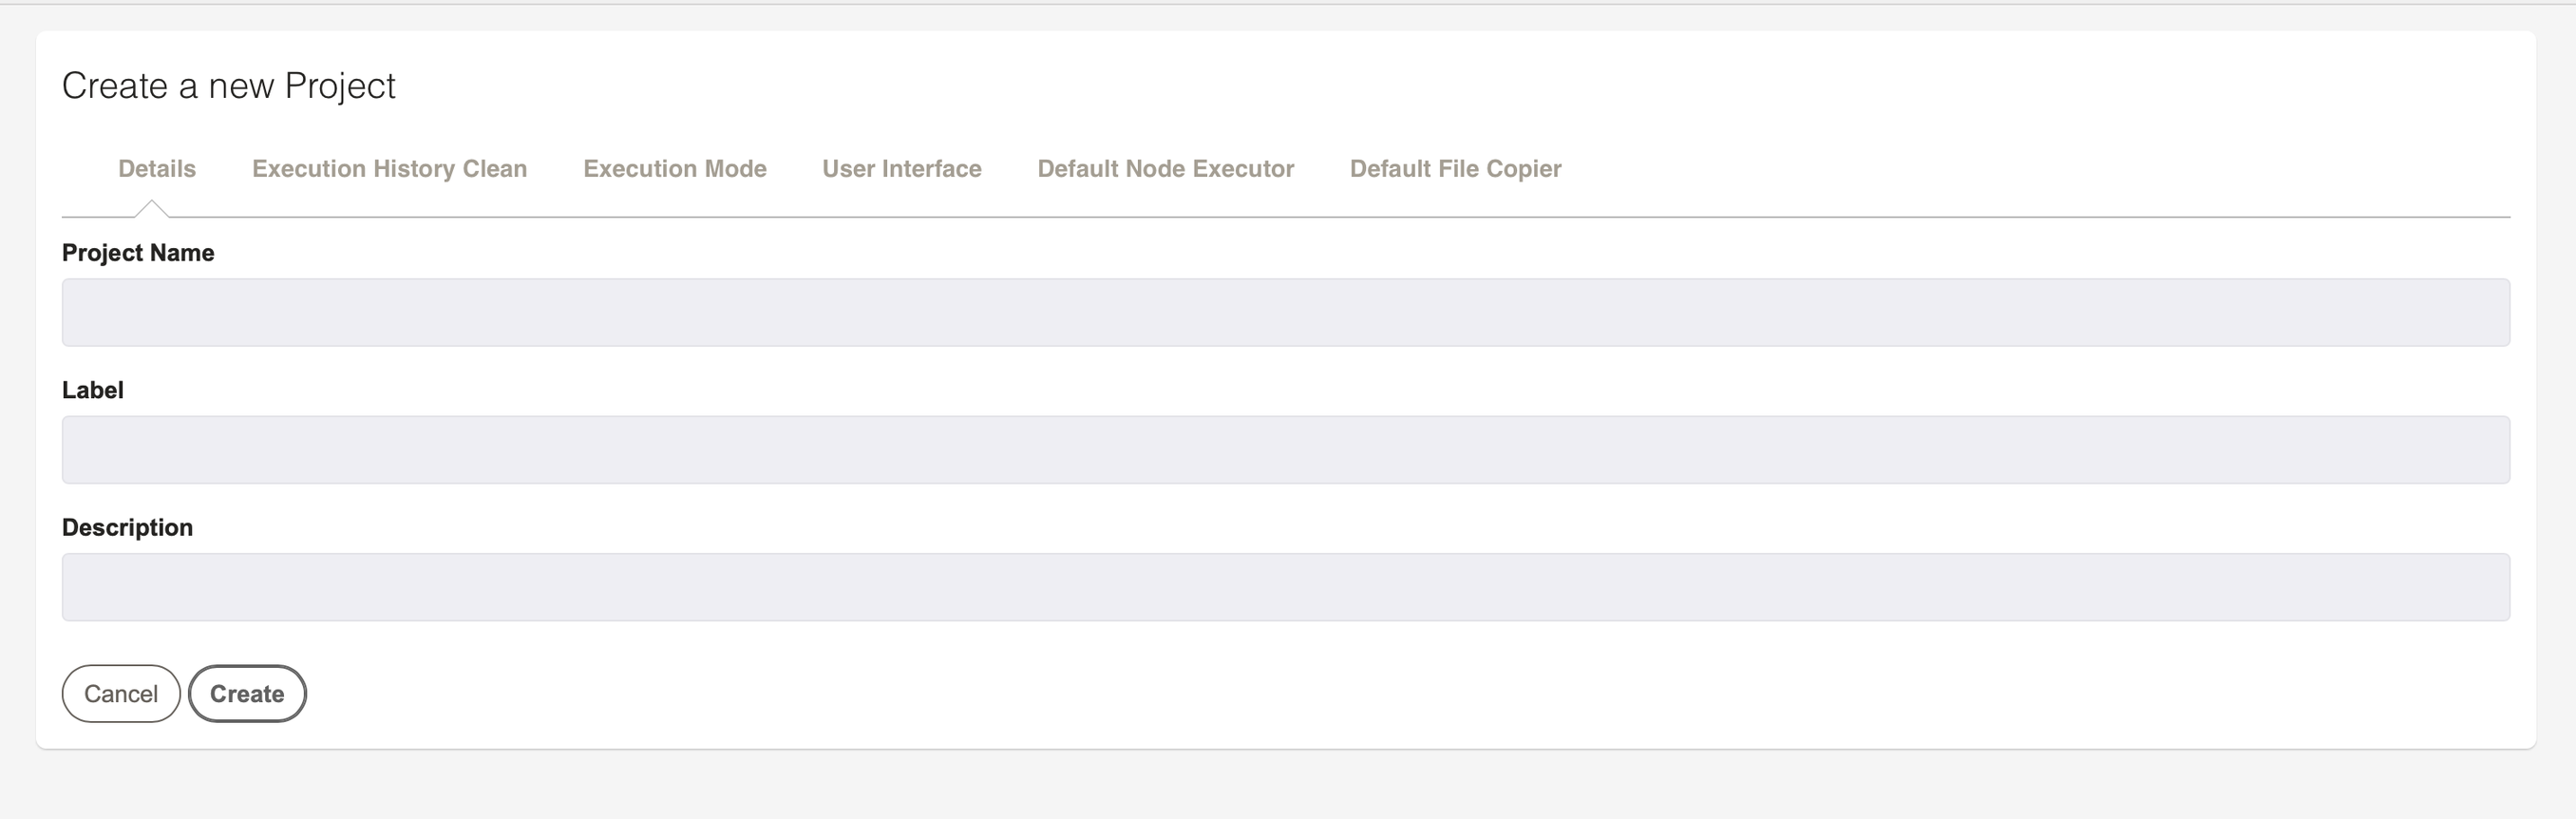 Create a new Project
Details Execution History Clean Execution Mode User Interface Default Node Executor Default File Copier
Project Name
Label
Description
Cancel Create